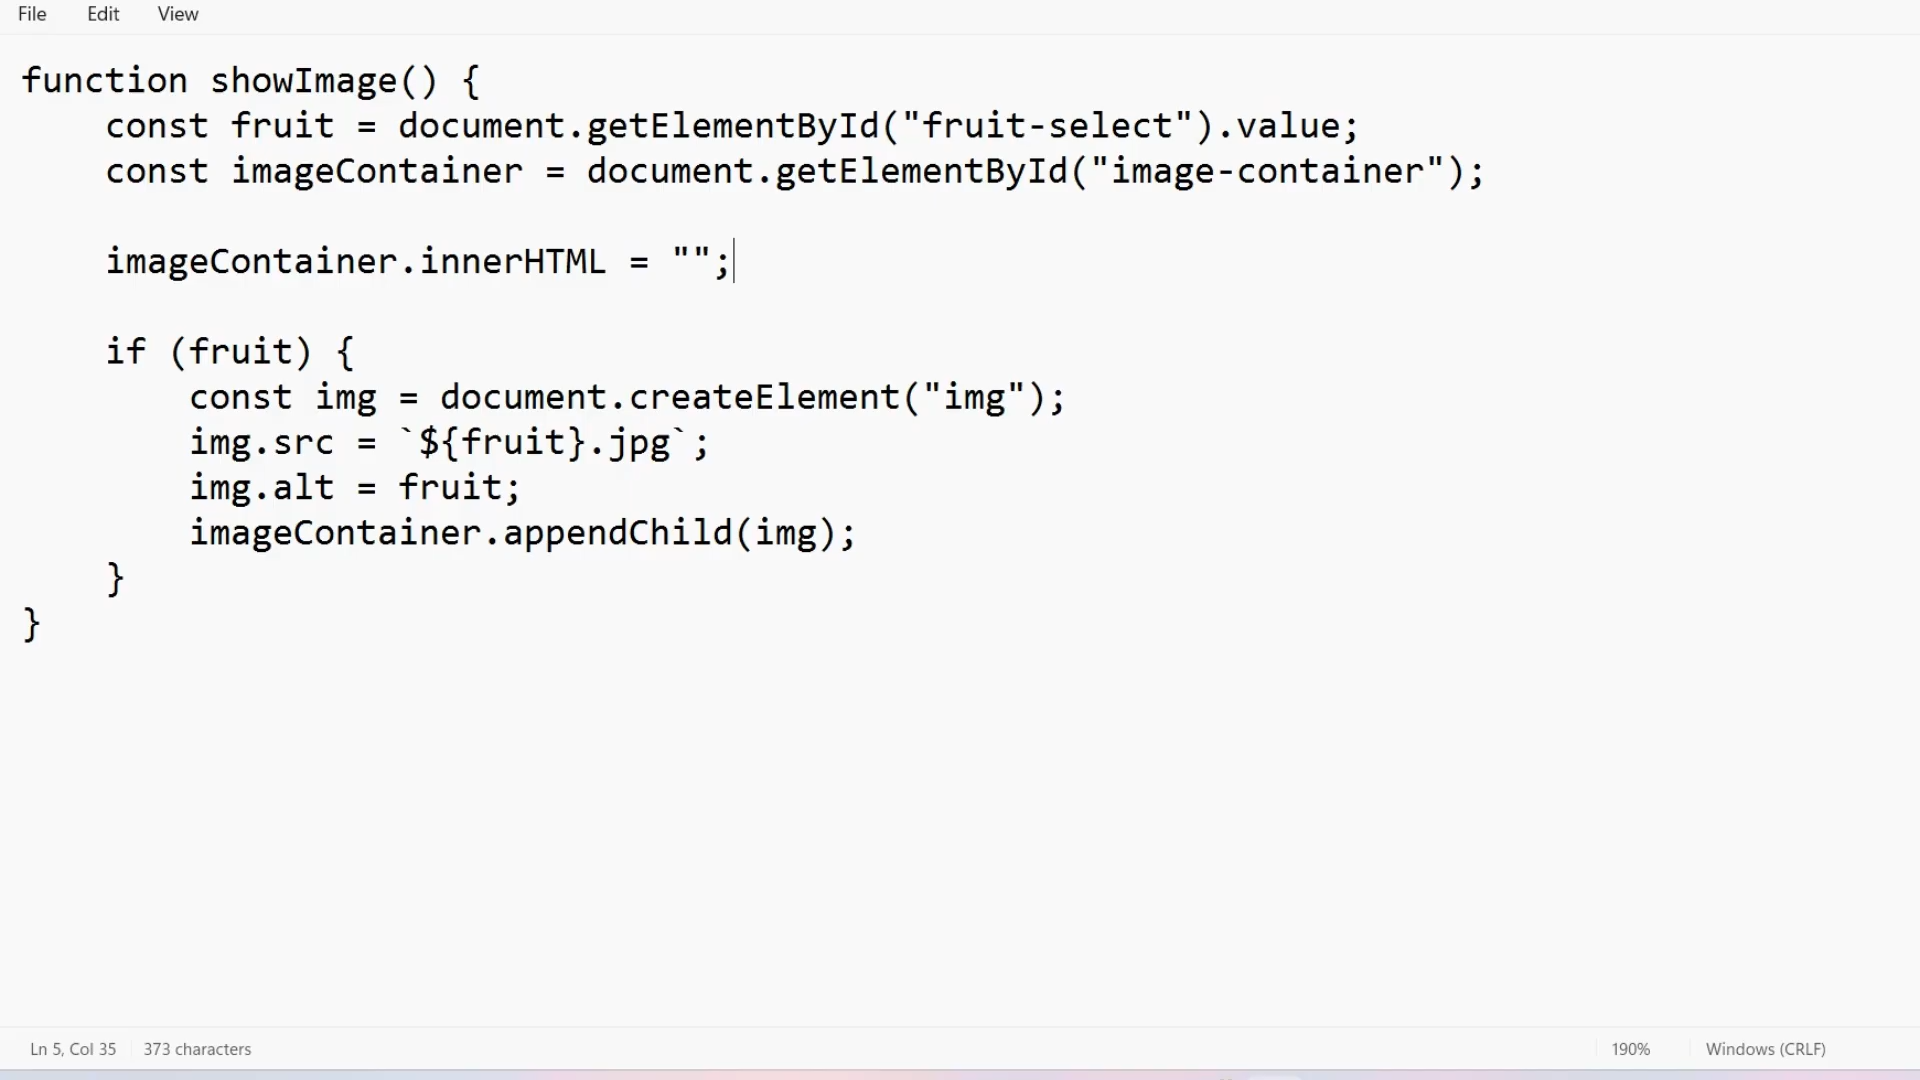 File Edit View
function showImage() {
    const fruit = document.getElementById("fruit-select").value;
    const imageContainer = document.getElementById("image-container");

    imageContainer.innerHTML = "";

    if (fruit) {
        const img = document.createElement("img");
        img.src = `${fruit}.jpg`;
        img.alt = fruit;
        imageContainer.appendChild(img);
    }
}
Ln 5, Col 35 373 characters 190% Windows (CRLF)